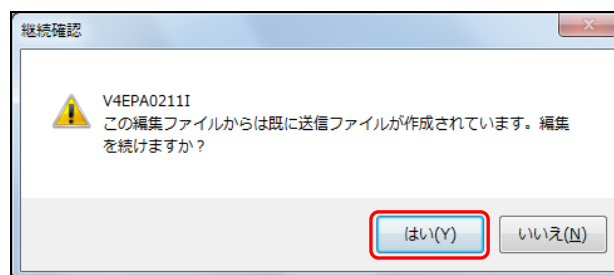 継続確認
V4EPA0211I
この編集ファイルからは既に送信ファイルが作成されています。編集
を続けますか？
はい(Y)
いいえ(N)